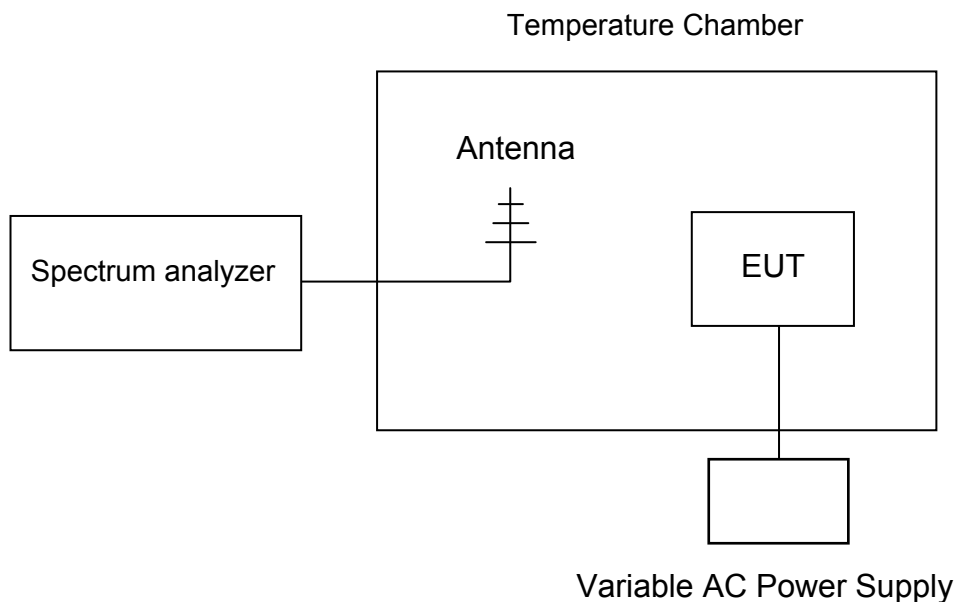 Temperature Chamber
Antenna
Spectrum analyzer
EUT
Variable AC Power Supply